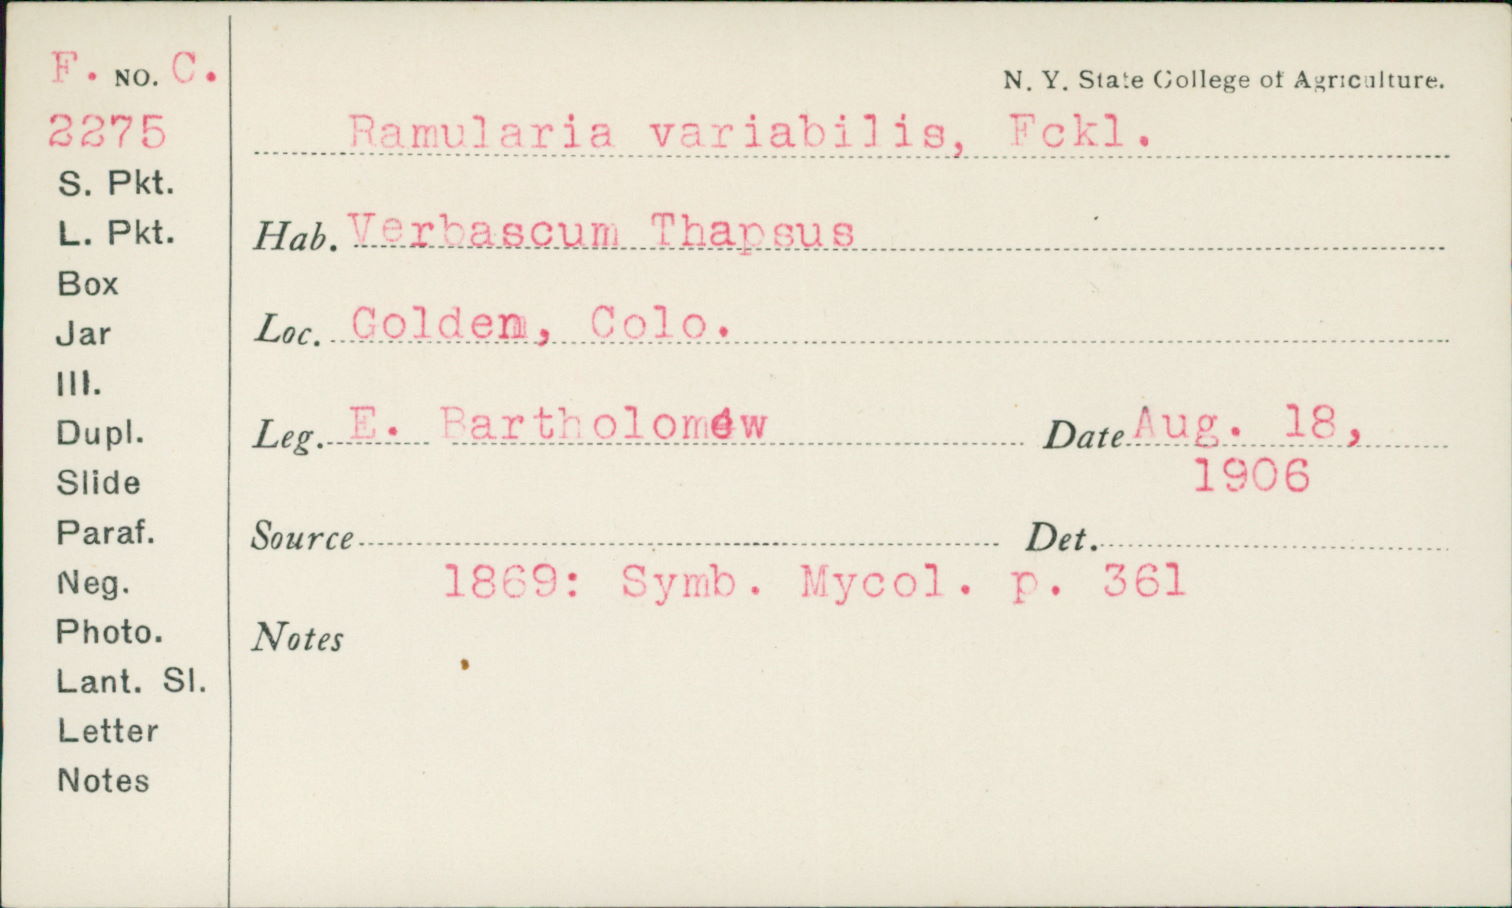 F. NO. C.
2275
S. Pkt.
L. Pkt.
Box
Jar
Ill.
Dupl.
Slide
Paraf.
Neg.
Photo.
Lant. Sl.
Letter
Notes
N. Y. State College of Agriculture.
Ramularia variabilis, Fckl.
Hab. Verbascum Thapsus
Loc. Golden, Colo.
Leg. E. Bartholomew Date Aug. 18,
1906
Source Det.
1869: Symb. Mycol. p. 361
Notes